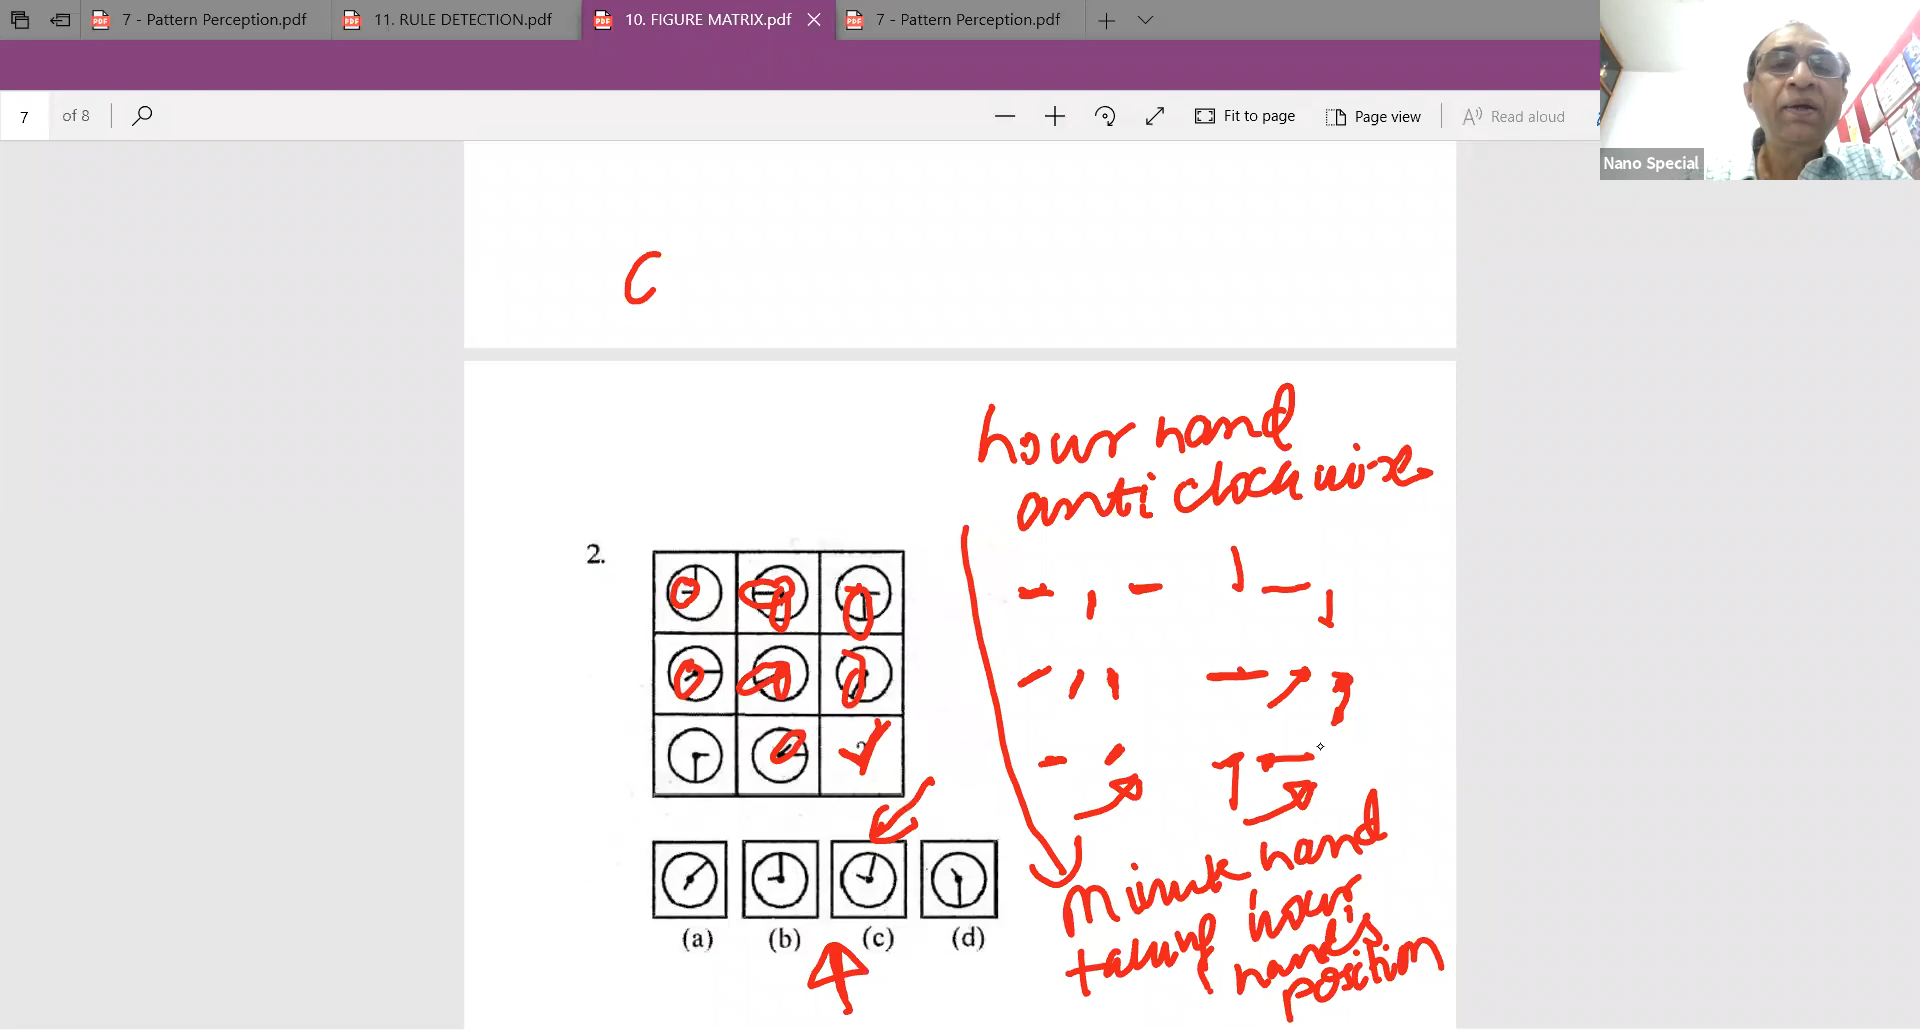 7 - Pattern Perception.pdf
11. RULE DETECTION.pdf
10. FIGURE MATRIX.pdf
7 - Pattern Perception.pdf
7 of 8
Fit to page
Page view
Read aloud
Nano Special
C
hour hand
anti clockwise
2.
(a) (b) (c) (d)
minute hand
taking hour
hand's
position